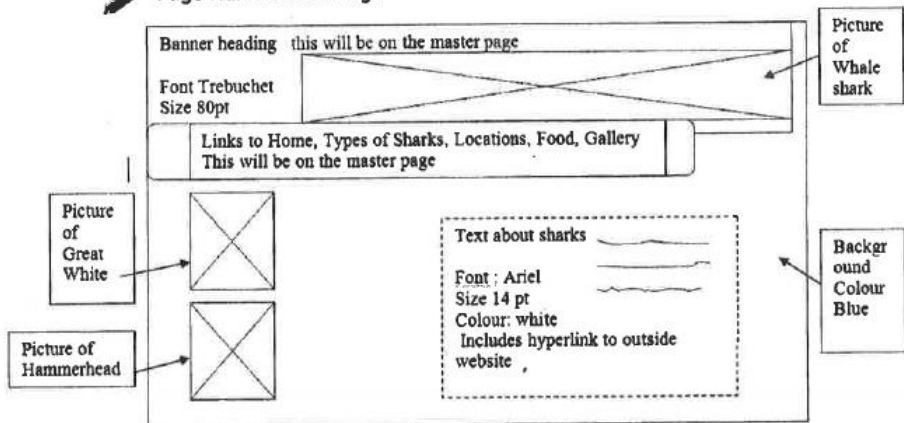 Banner heading this will be on the master page
Font Trebuchet
Size 80pt
Picture
of
Whale
shark
Links to Home, Types of Sharks, Locations, Food, Gallery
This will be on the master page
Picture
of
Great
White
Text about sharks
Font : Ariel
Size 14 pt
Colour: white
Includes hyperlink to outside
website
Backgr
ound
Colour
Blue
Picture of
Hammerhead